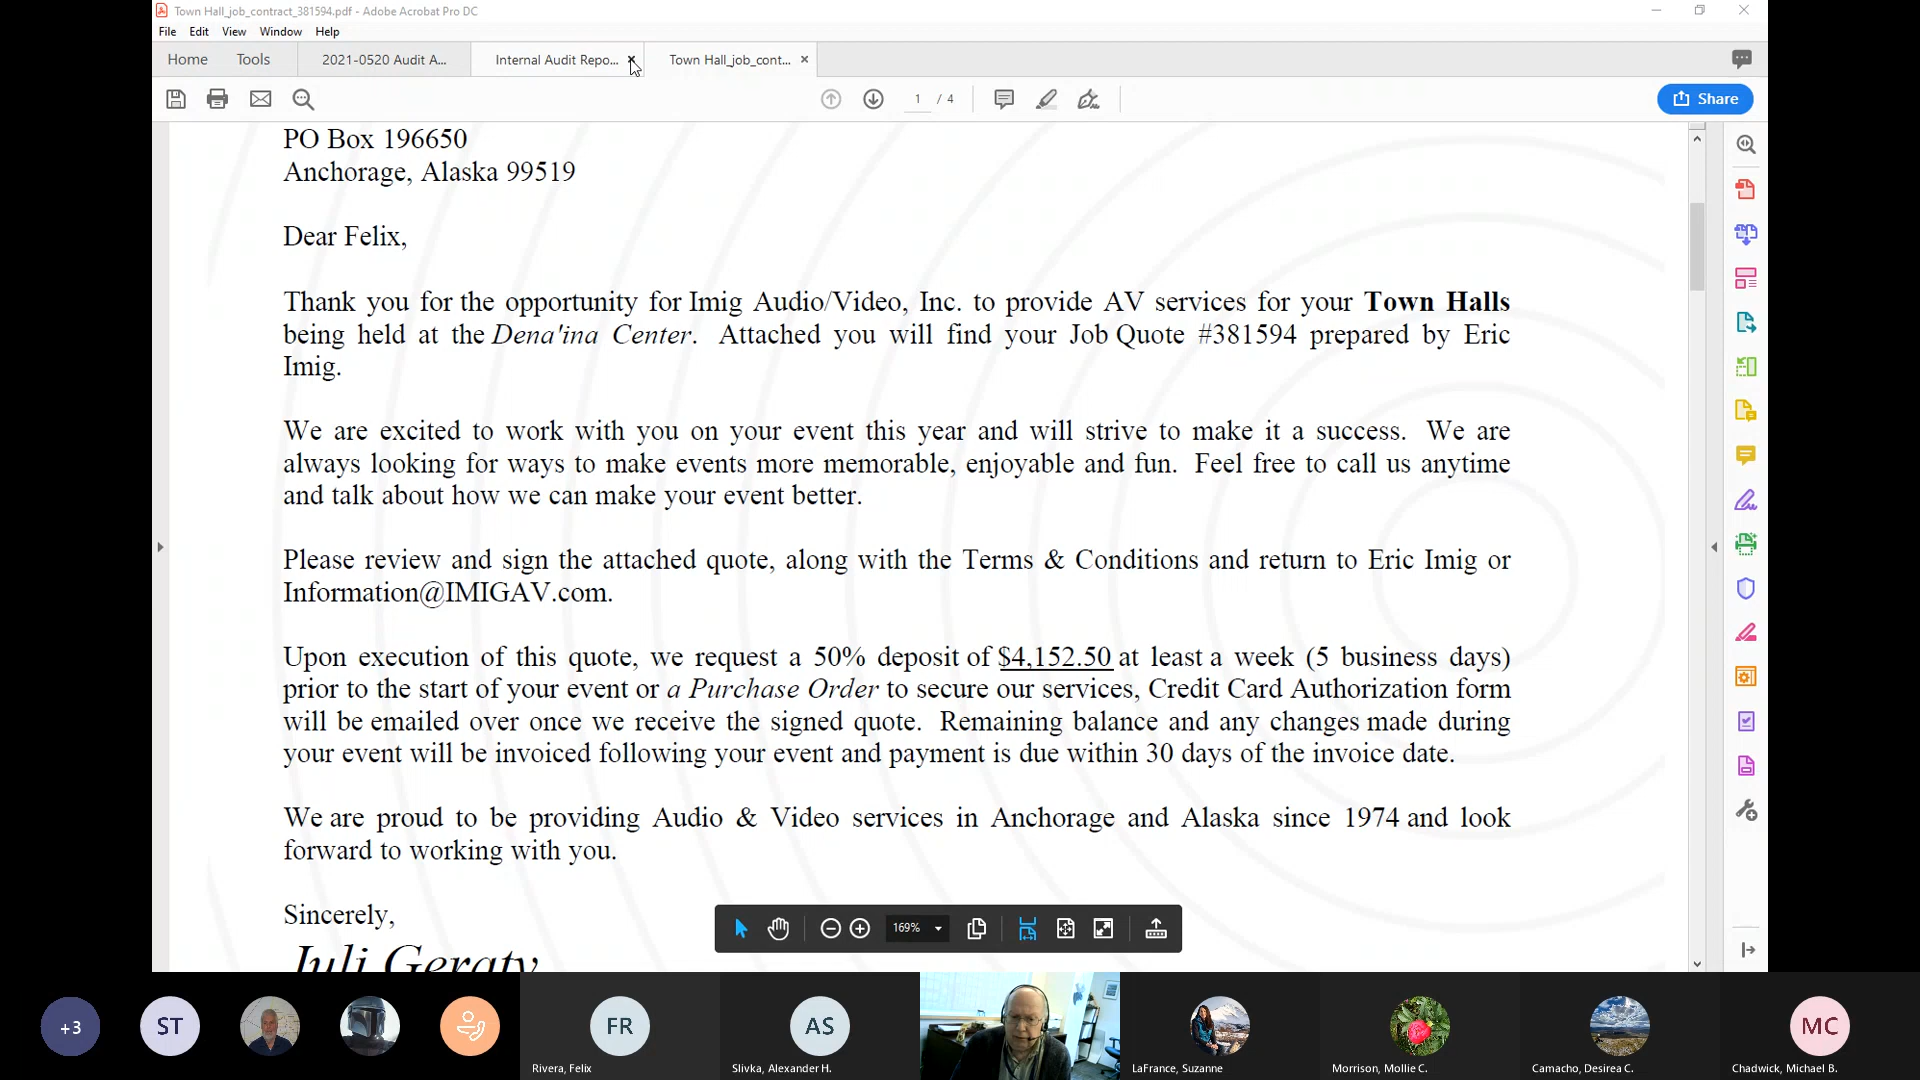 Town Hall_job_contract_381594.pdf - Adobe Acrobat Pro DC
File Edit View Window Help
Home Tools 2021-0520 Audit A... Internal Audit Repo... Town Hall_job_cont...
1 / 4
Share
PO Box 196650
Anchorage, Alaska 99519
Dear Felix,
Thank you for the opportunity for Imig Audio/Video, Inc. to provide AV services for your Town Halls
being held at the Dena'ina Center. Attached you will find your Job Quote #381594 prepared by Eric
Imig.
We are excited to work with you on your event this year and will strive to make it a success. We are
always looking for ways to make events more memorable, enjoyable and fun. Feel free to call us anytime
and talk about how we can make your event better.
Please review and sign the attached quote, along with the Terms & Conditions and return to Eric Imig or
Information@IMIGAV.com.
Upon execution of this quote, we request a 50% deposit of $4,152.50 at least a week (5 business days)
prior to the start of your event or a Purchase Order to secure our services, Credit Card Authorization form
will be emailed over once we receive the signed quote. Remaining balance and any changes made during
your event will be invoiced following your event and payment is due within 30 days of the invoice date.
We are proud to be providing Audio & Video services in Anchorage and Alaska since 1974 and look
forward to working with you.
Sincerely,
Juli Geraty
169%
+3 ST FR AS MC
Rivera, Felix Slivka, Alexander H. LaFrance, Suzanne Morrison, Mollie C. Camacho, Desirea C. Chadwick, Michael B.